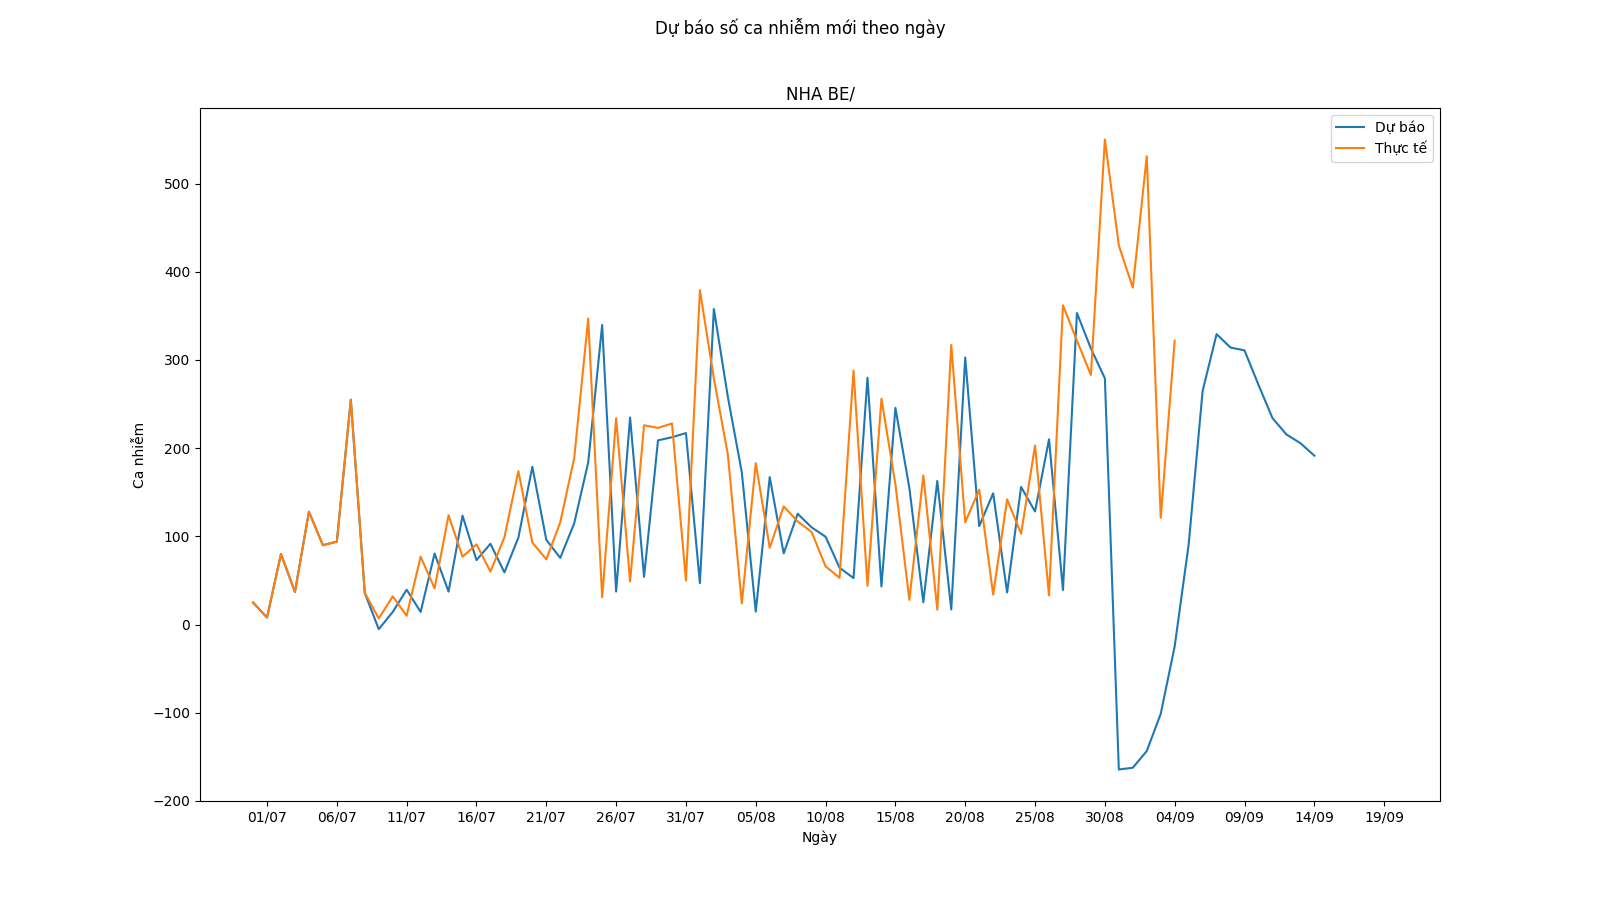 Dự báo số ca nhiễm mới theo ngày
NHA BE/
Dự báo
Thực tế
500
400
300
200
100
0
−100
−200
Ca nhiễm
01/07 06/07 11/07 16/07 21/07 26/07 31/07 05/08 10/08 15/08 20/08 25/08 30/08 04/09 09/09 14/09 19/09
Ngày